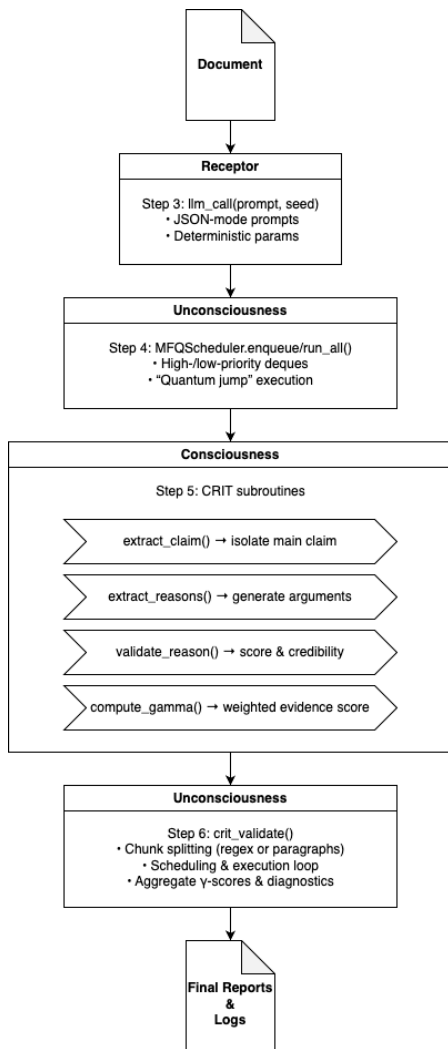 Document
Receptor
Step 3: llm_call(prompt, seed)
• JSON-mode prompts
• Deterministic params
Unconsciousness
Step 4: MFQScheduler.enqueue/run_all()
• High-/low-priority deques
• “Quantum jump” execution
Consciousness
Step 5: CRIT subroutines
extract_claim() → isolate main claim
extract_reasons() → generate arguments
validate_reason() → score & credibility
compute_gamma() → weighted evidence score
Unconsciousness
Step 6: crit_validate()
• Chunk splitting (regex or paragraphs)
• Scheduling & execution loop
• Aggregate γ-scores & diagnostics
Final Reports
&
Logs